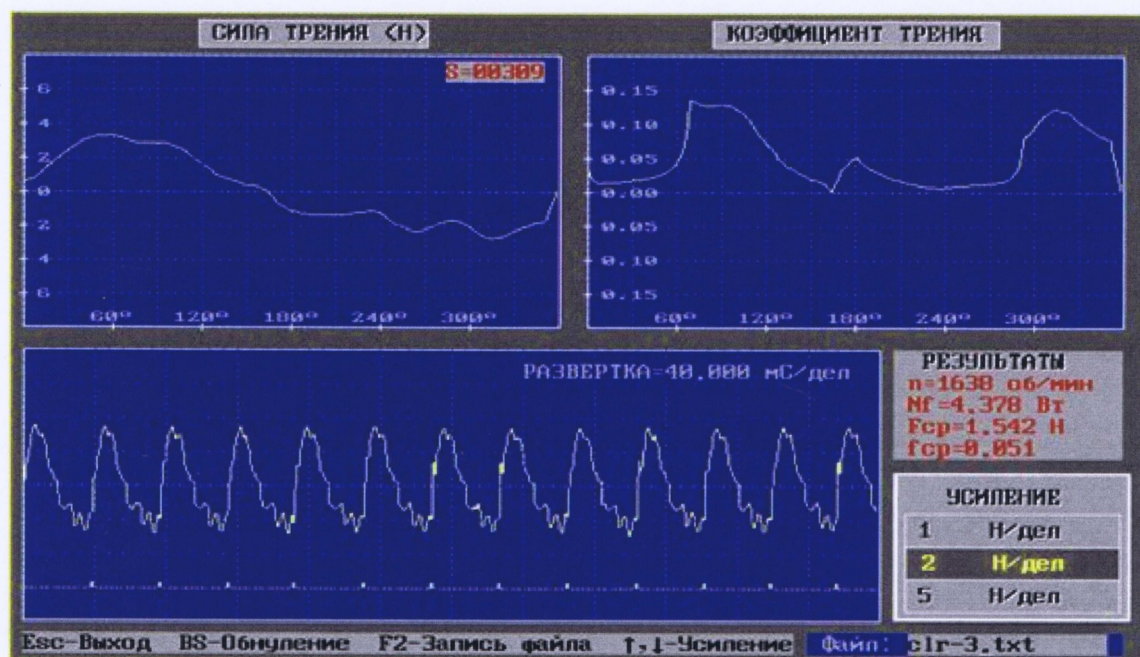 СИЛА ТРЕНИЯ (Н)
S=00309
6
4
2
0
2
4
6
60° 120° 180° 240° 300°
КОЭФФИЦИЕНТ ТРЕНИЯ
0.15
0.10
0.05
0.00
0.05
0.10
0.15
60° 120° 180° 240° 300°
РАЗВЕРТКА=40.000 мС/дел
РЕЗУЛЬТАТЫ
n=1638 об/мин
Nf=4.378 Вт
Fср=1.542 Н
fср=0.051
УСИЛЕНИЕ
1 Н/дел
2 Н/дел
5 Н/дел
Esc-Выход BS-Обнуление F2-Запись файла ↑,↓-Усиление Файл: clr-3.txt